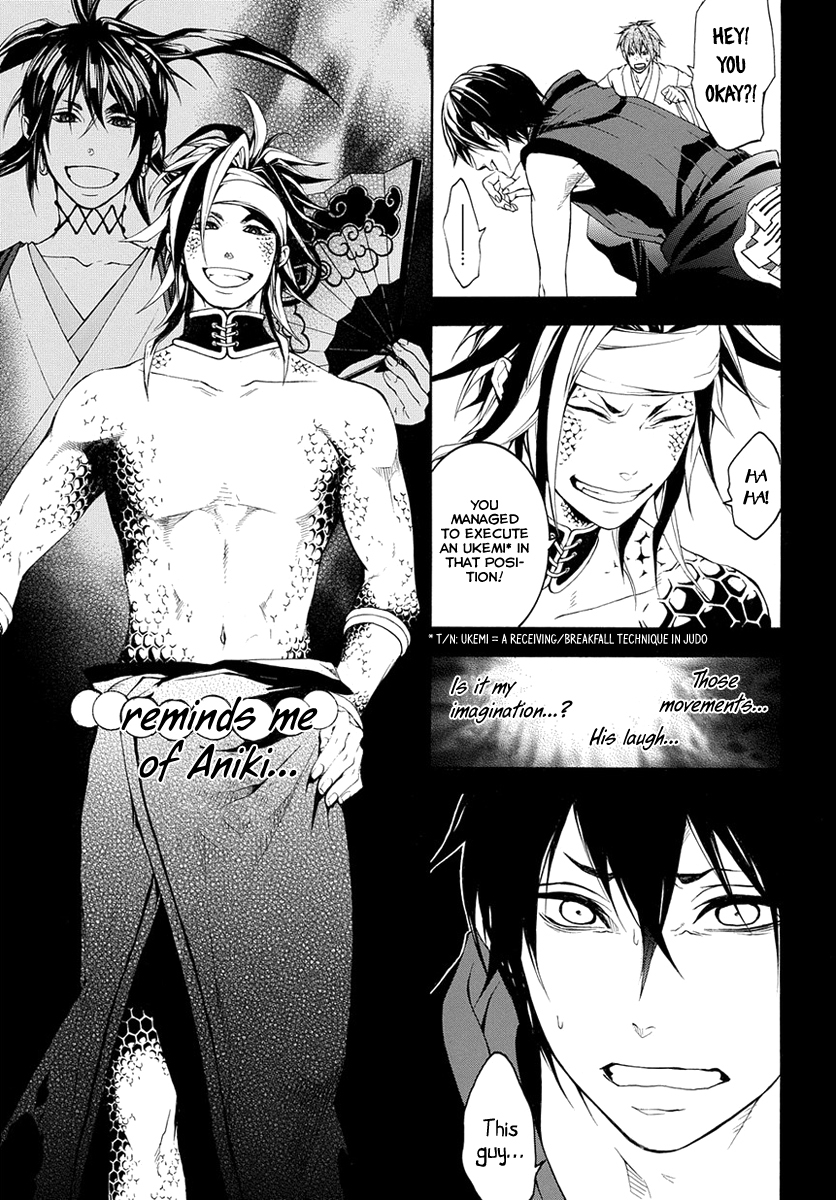 HEY!
YOU
OKAY?!
......
HA
HA!
YOU
MANAGED
TO EXECUTE
AN UKEMI* IN
THAT POSI-
TION!
* T/N: UKEMI = A RECEIVING/BREAKFALL TECHNIQUE IN JUDO
Those
movements...
His laugh...
Is it my
imagination...?
This
guy...
reminds me
of Aniki...